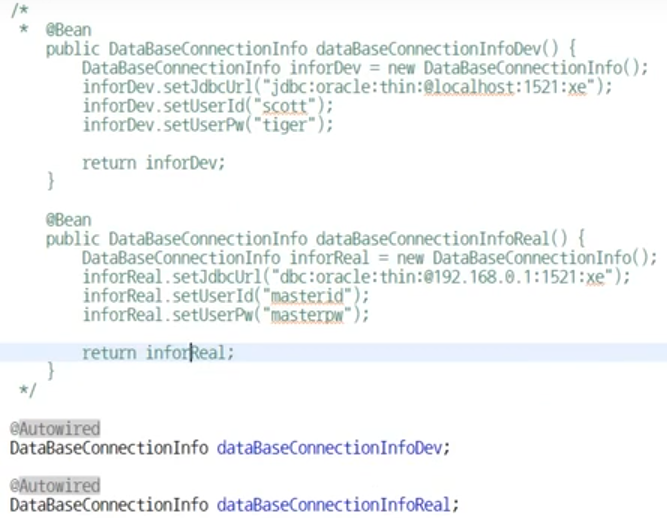 /*
 *  @Bean
    public DataBaseConnectionInfo dataBaseConnectionInfoDev() {
        DataBaseConnectionInfo inforDev = new DataBaseConnectionInfo();
        inforDev.setJdbcUrl("jdbc:oracle:thin:@localhost:1521:xe");
        inforDev.setUserId("scott");
        inforDev.setUserPw("tiger");

        return inforDev;
    }

    @Bean
    public DataBaseConnectionInfo dataBaseConnectionInfoReal() {
        DataBaseConnectionInfo inforReal = new DataBaseConnectionInfo();
        inforReal.setJdbcUrl("dbc:oracle:thin:@192.168.0.1:1521:xe");
        inforReal.setUserId("masterid");
        inforReal.setUserPw("masterpw");

        return inforReal;
    }
 */

@Autowired
DataBaseConnectionInfo dataBaseConnectionInfoDev;

@Autowired
DataBaseConnectionInfo dataBaseConnectionInfoReal;